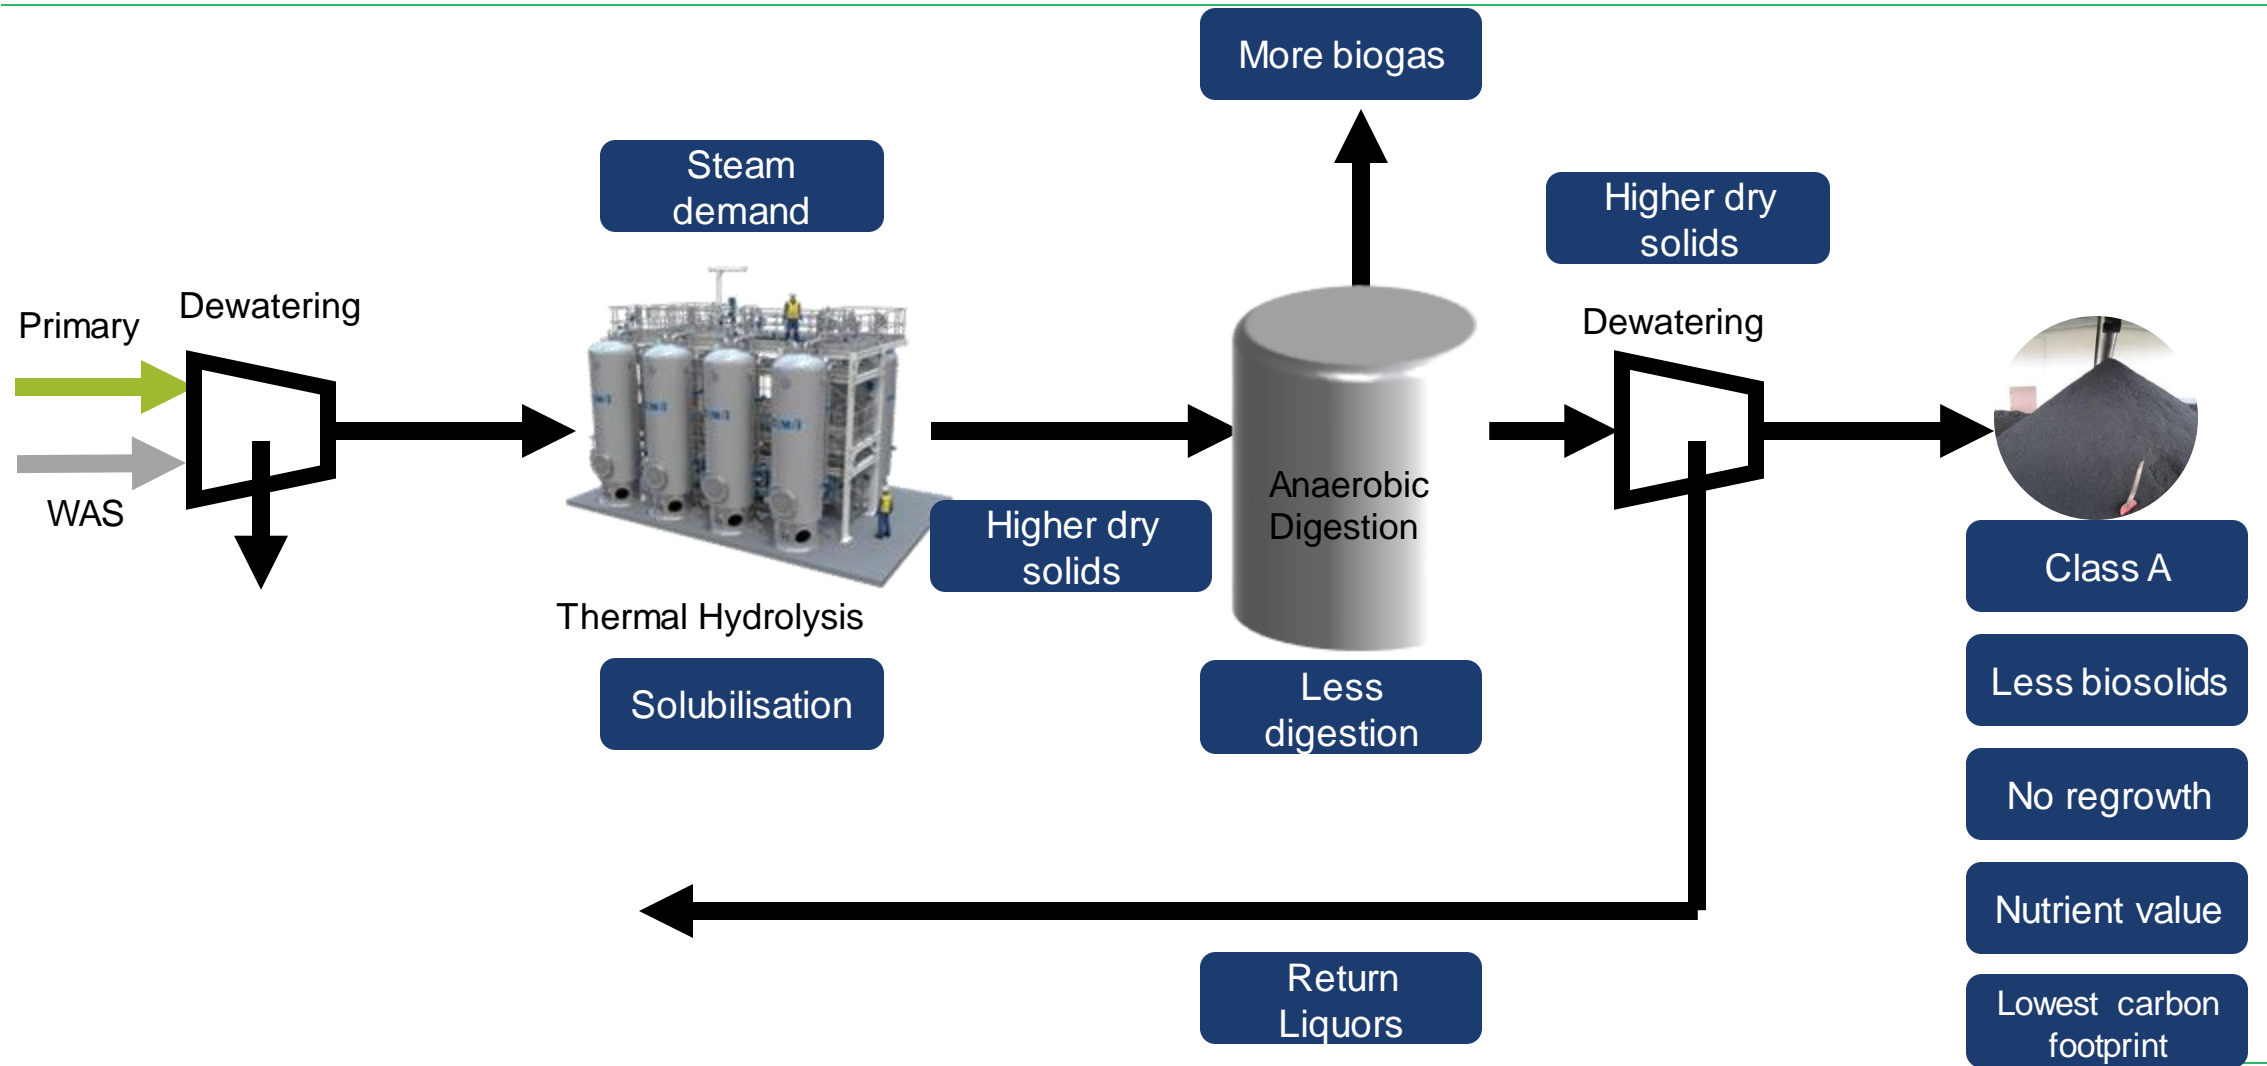 More biogas
Steam
demand
Higher dry
solids
Dewatering
Primary
Dewatering
WAS
Anaerobic
Digestion
Higher dry
solids
Thermal Hydrolysis
Solubilisation
Less
digestion
Class A
Less biosolids
No regrowth
Nutrient value
Return
Liquors
Lowest carbon
footprint